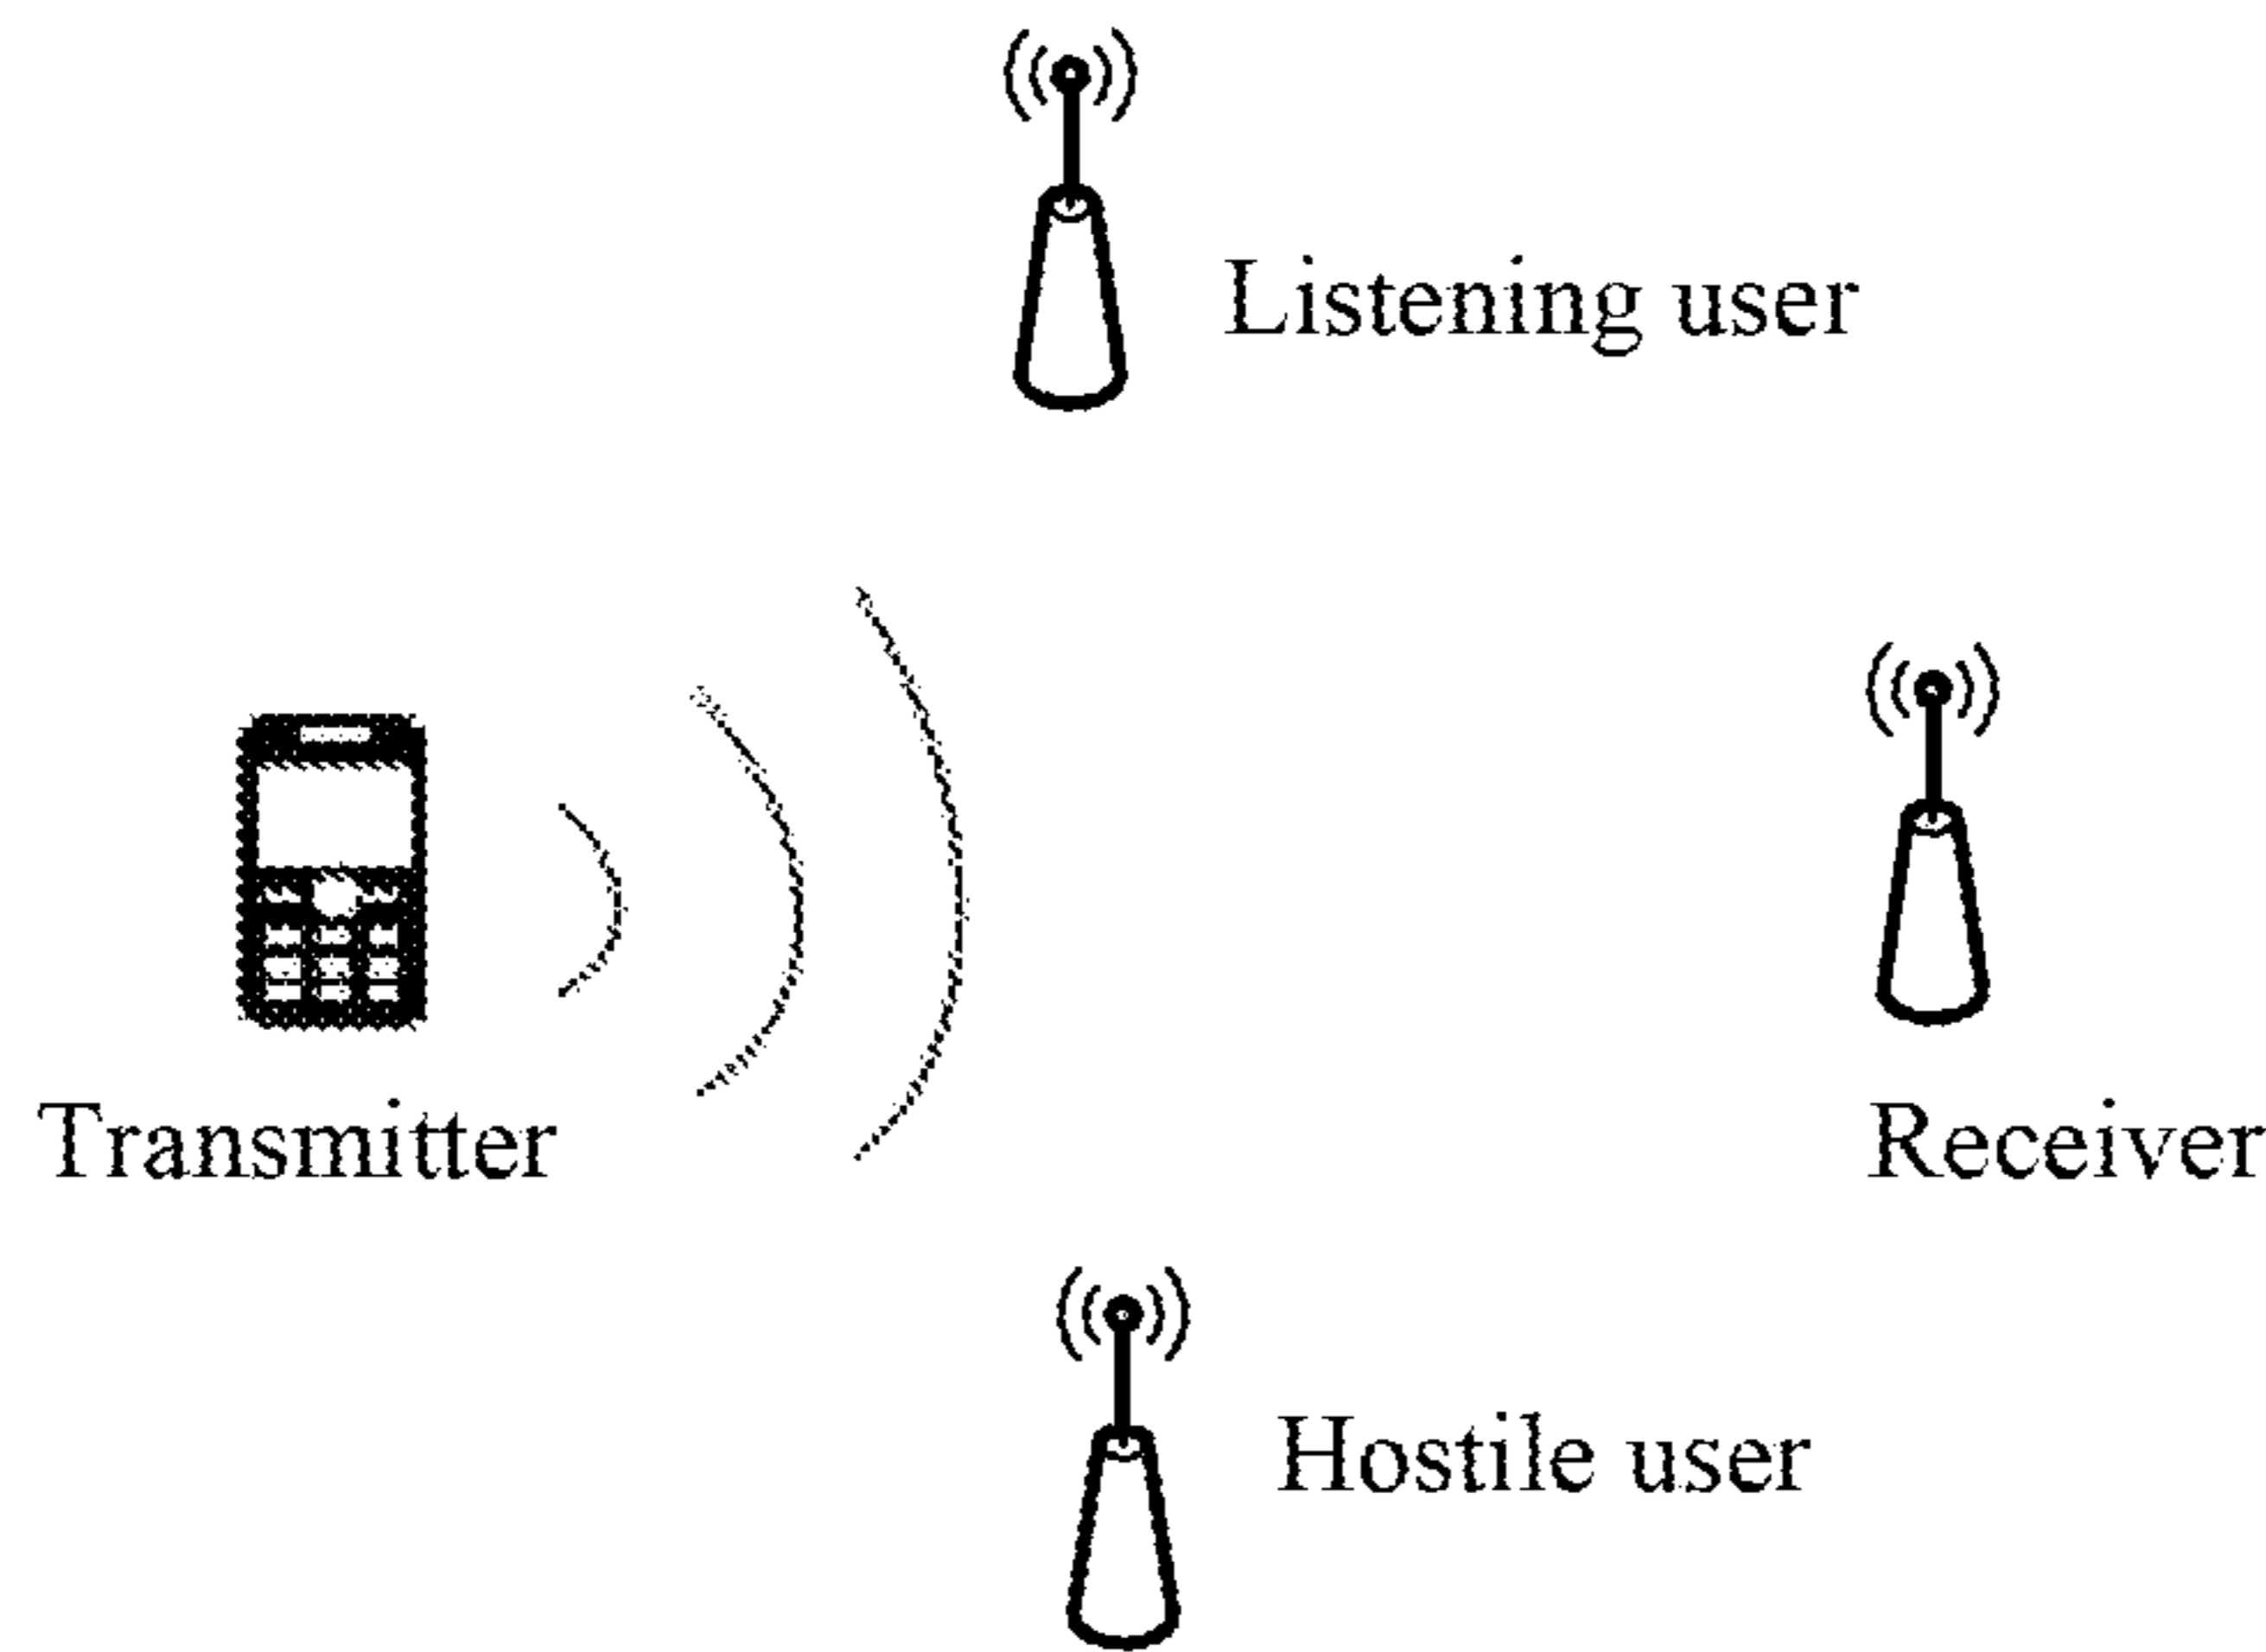 Listening user
Transmitter
Receiver
Hostile user